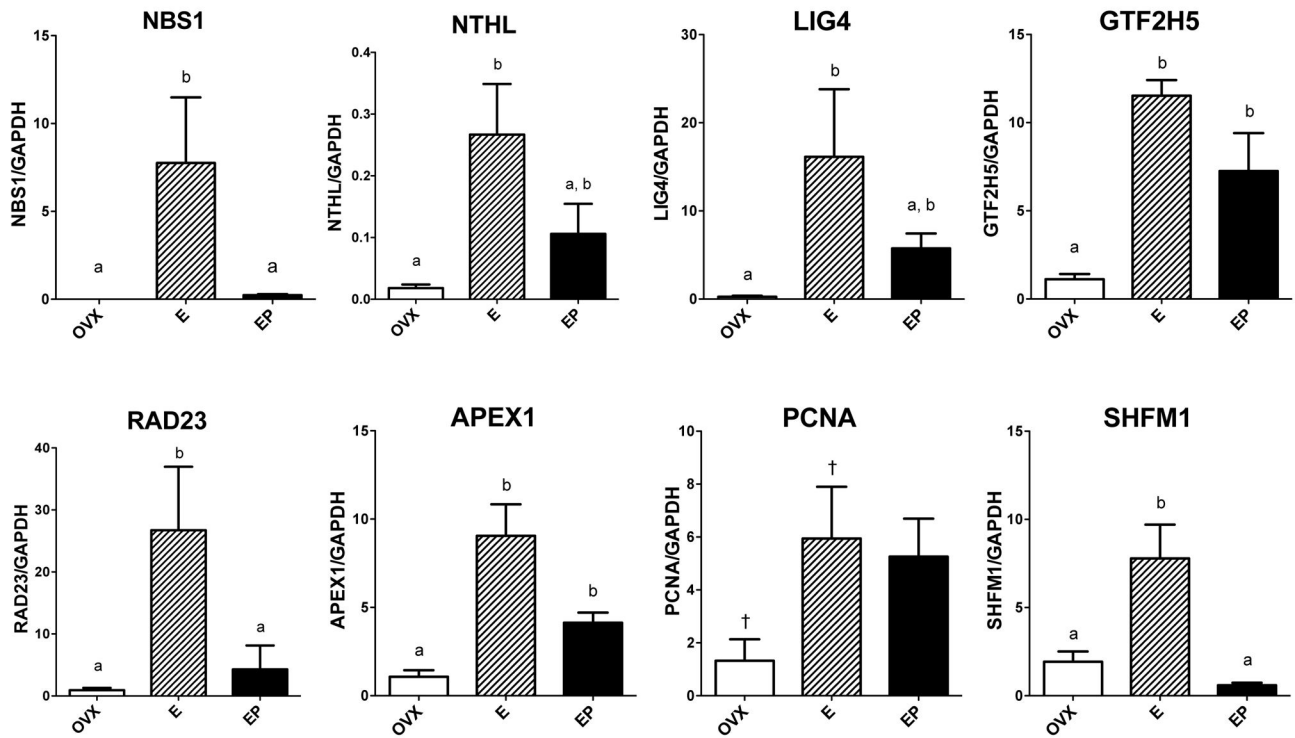 NBS1
NBS1/GAPDH
15
10
5
0
a
b
a
OVX
E
EP
NTHL
NTHL/GAPDH
0.4
0.3
0.2
0.1
0.0
a
b
a, b
OVX
E
EP
LIG4
LIG4/GAPDH
30
20
10
0
a
b
a, b
OVX
E
EP
GTF2H5
GTF2H5/GAPDH
15
10
5
0
a
b
b
OVX
E
EP
RAD23
RAD23/GAPDH
40
30
20
10
0
a
b
a
OVX
E
EP
APEX1
APEX1/GAPDH
15
10
5
0
a
b
b
OVX
E
EP
PCNA
PCNA/GAPDH
10
8
6
4
2
0
†
†
OVX
E
EP
SHFM1
SHFM1/GAPDH
15
10
5
0
a
b
a
OVX
E
EP